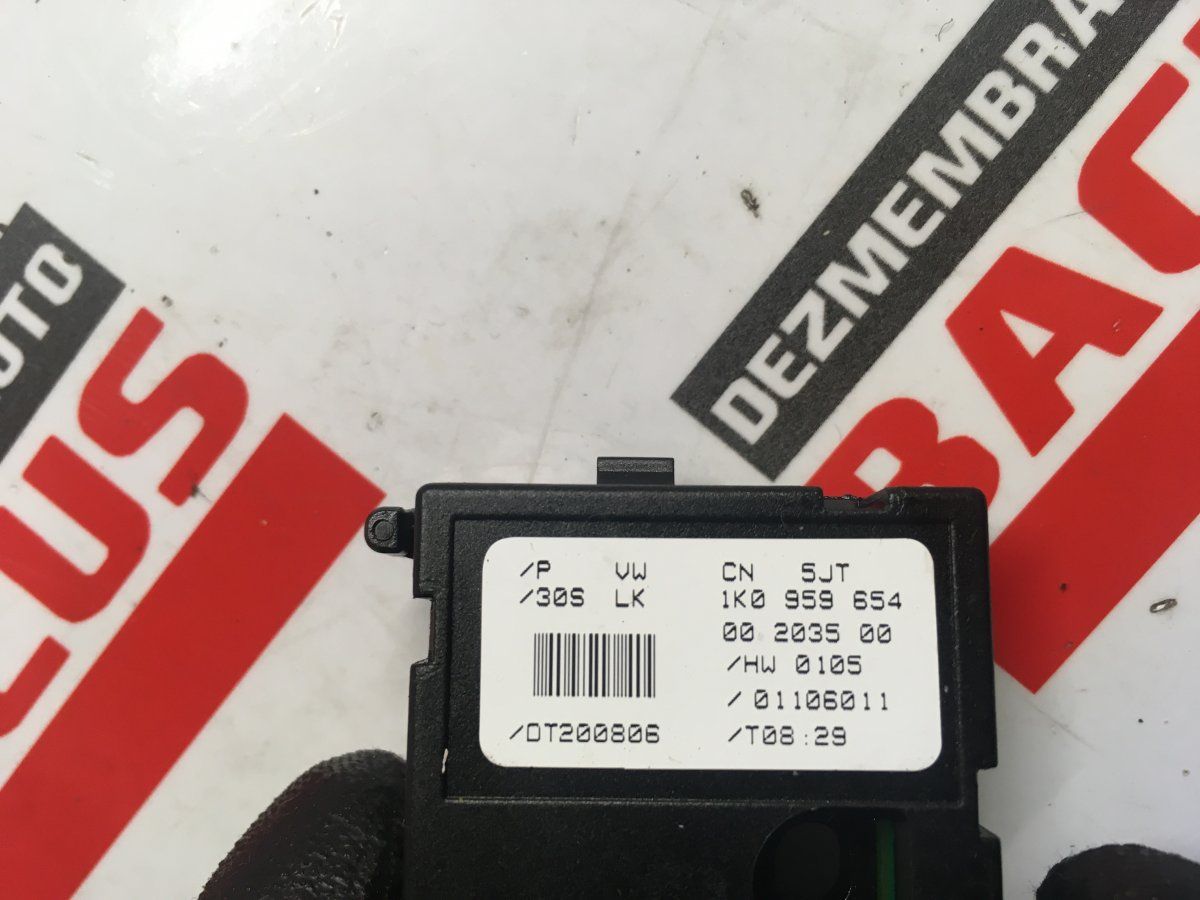 DEZMEMBRA
BAC
UTO
CUS
/P VW CN 5JT
/30S LK 1K0 959 654
00 2035 00
/HW 0105
/01106011
/DT200806 /T08:29